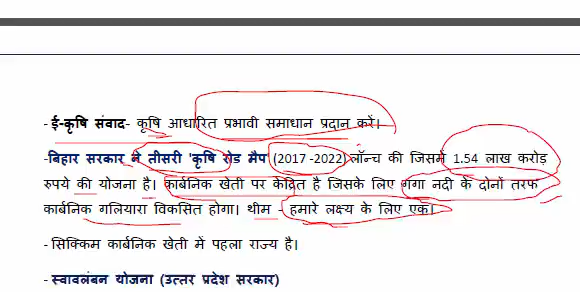 - ई-कृषि संवाद- कृषि आधारित प्रभावी समाधान प्रदान करें।
-बिहार सरकार ने तीसरी 'कृषि रोड मैप' (2017 -2022) लॉन्च की जिसमें 1.54 लाख करोड़
रुपये की योजना है। कार्बनिक खेती पर केंद्रित है जिसके लिए गंगा नदी के दोनों तरफ
कार्बनिक गलियारा विकसित होगा। थीम - हमारे लक्ष्य के लिए एक।
- सिक्किम कार्बनिक खेती में पहला राज्य है।
- स्वावलंबन योजना (उत्तर प्रदेश सरकार)